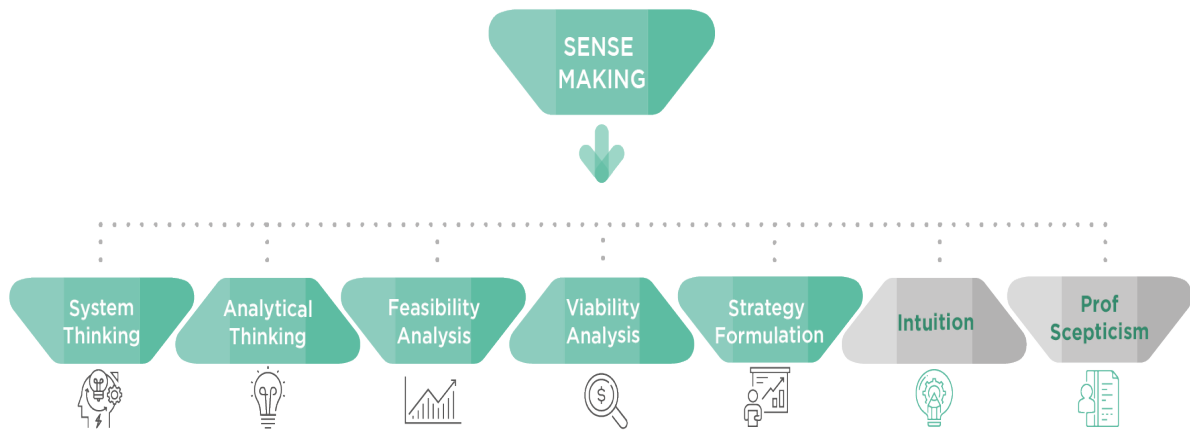 SENSE
MAKING
System
Thinking
Analytical
Thinking
Feasibility
Analysis
Viability
Analysis
Strategy
Formulation
Intuition
Prof
Scepticism
$